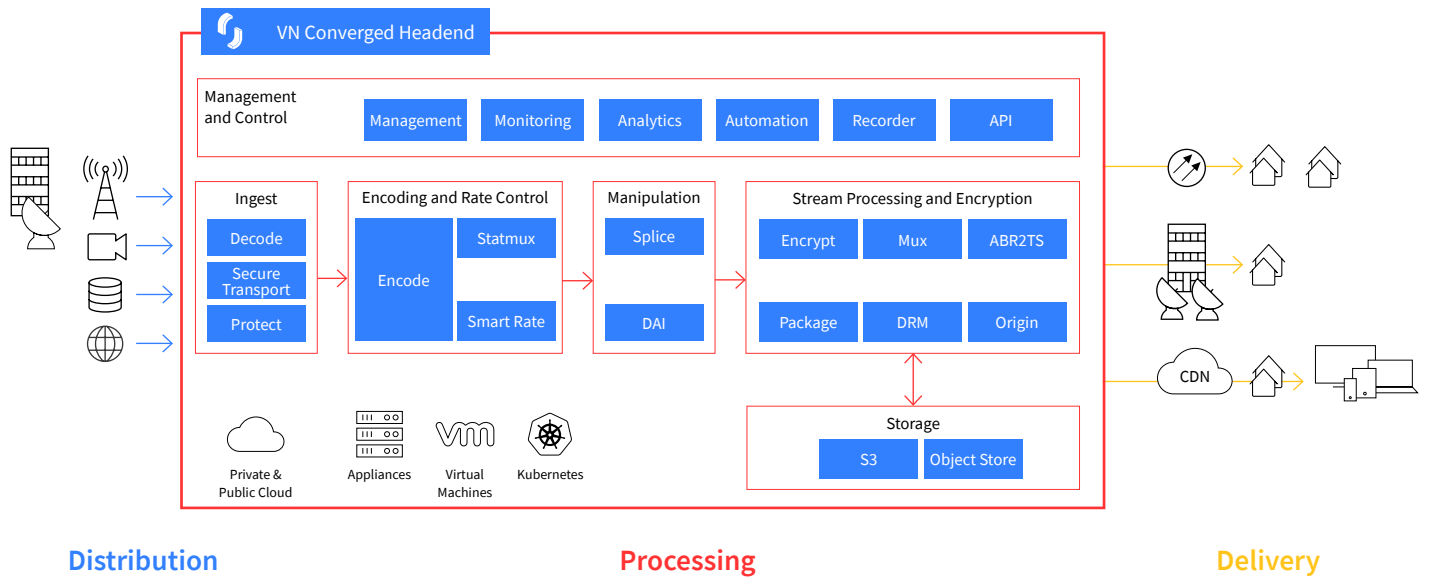 VN Converged Headend
Management
and Control
Management
Monitoring
Analytics
Automation
Recorder
API
Ingest
Decode
Secure
Transport
Protect
Encoding and Rate Control
Encode
Statmux
Smart Rate
Manipulation
Splice
DAI
Stream Processing and Encryption
Encrypt
Mux
ABR2TS
Package
DRM
Origin
CDN
Storage
S3
Object Store
Private &
Public Cloud
Appliances
vm
Virtual
Machines
Kubernetes
Distribution
Processing
Delivery